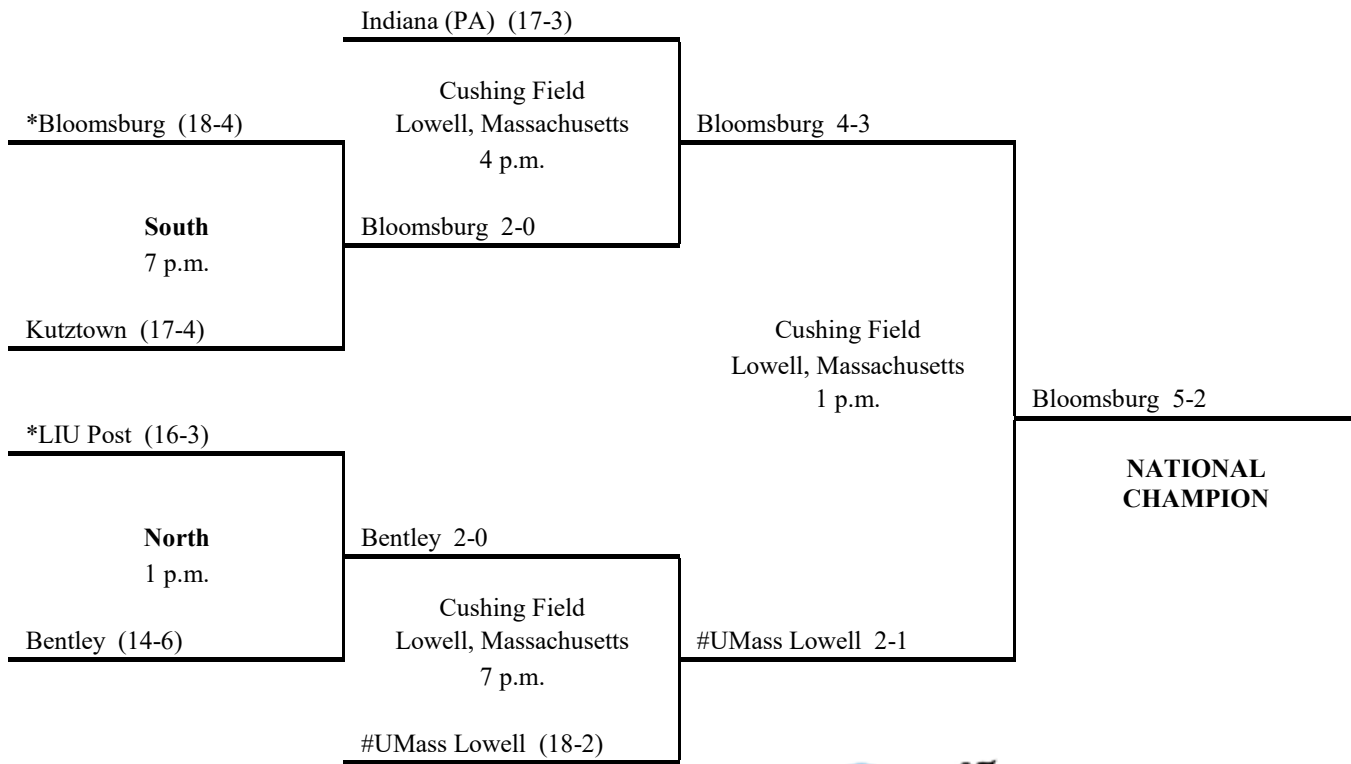 Indiana (PA) (17-3)
Cushing Field
Lowell, Massachusetts
4 p.m.
*Bloomsburg (18-4)
Bloomsburg 4-3
South
7 p.m.
Bloomsburg 2-0
Kutztown (17-4)
Cushing Field
Lowell, Massachusetts
1 p.m.
Bloomsburg 5-2
NATIONAL
CHAMPION
*LIU Post (16-3)
North
1 p.m.
Bentley 2-0
Bentley (14-6)
Cushing Field
Lowell, Massachusetts
7 p.m.
#UMass Lowell 2-1
#UMass Lowell (18-2)